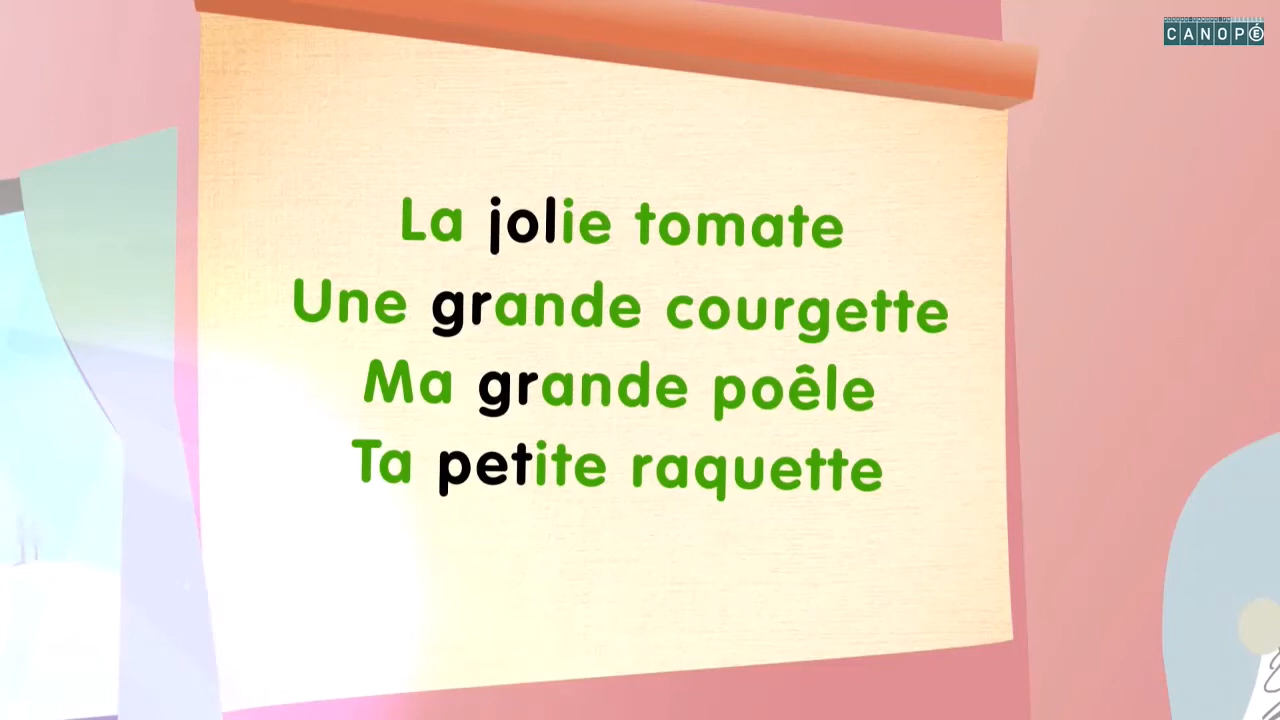 CANOPÉ
La jolie tomate
Une grande courgette
Ma grande poêle
Ta petite raquette